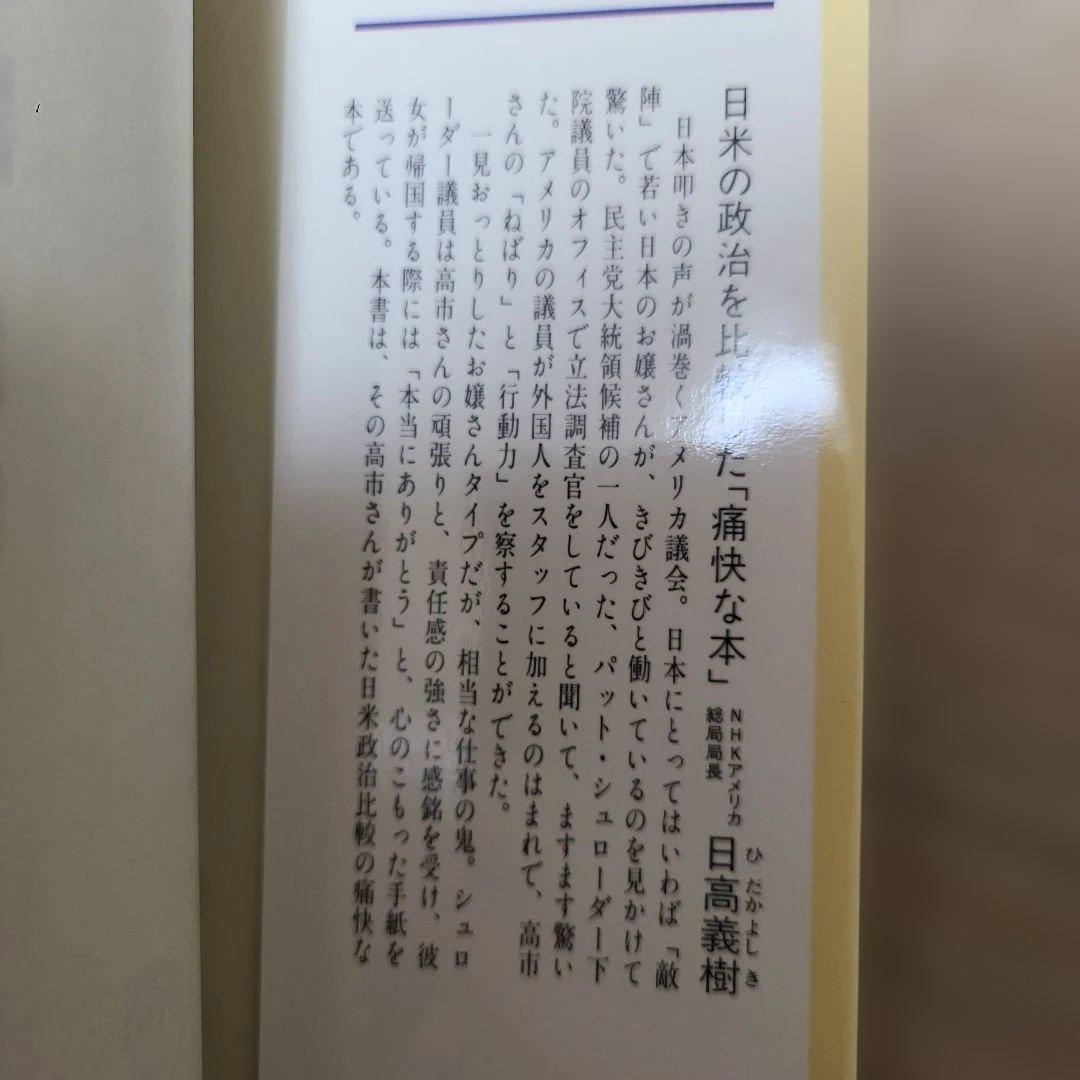 日米の政治を比較した「痛快な本」
NHKアメリカ
総局局長
日高義樹
ひだかよしき
日本叩きの声が渦巻くアメリカ議会。日本にとってはいわば「敵
陣」で若い日本のお嬢さんが、きびきびと働いているのを見かけて
驚いた。民主党大統領候補の一人だった、パット・シュローダー下
院議員のオフィスで立法調査官をしていると聞いて、ますます驚い
た。アメリカの議員が外国人をスタッフに加えるのはまれで、高市
さんの「ねばり」と「行動力」を察することができた。
一見おっとりしたお嬢さんタイプだが、相当な仕事の鬼。シュロ
ーダー議員は高市さんの頑張りと、責任感の強さに感銘を受け、彼
女が帰国する際には「本当にありがとう」と、心のこもった手紙を
送っている。本書は、その高市さんが書いた日米政治比較の痛快な
本である。